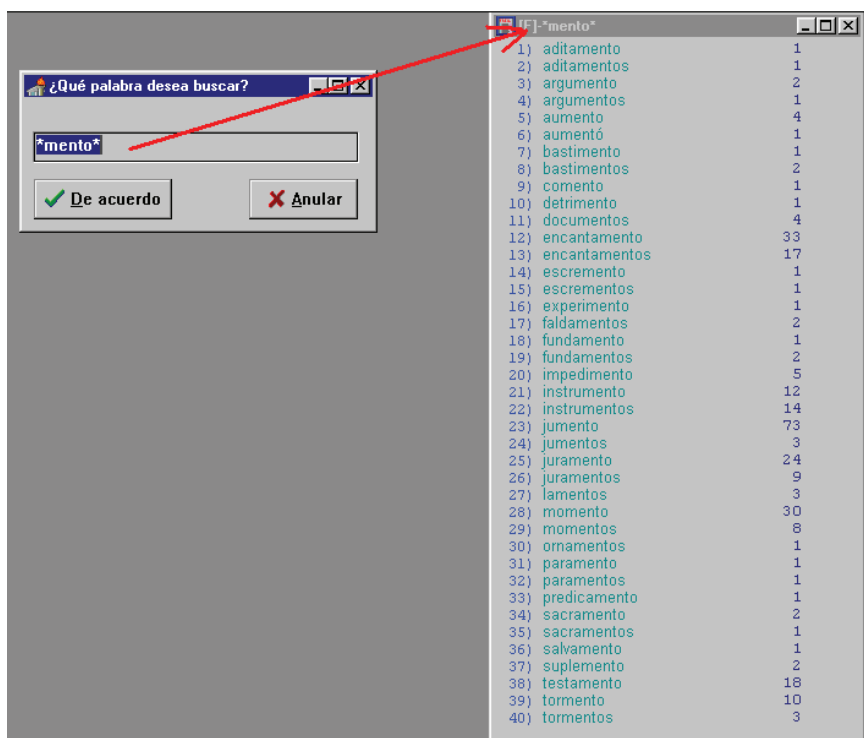 ¿Qué palabra desea buscar?
*mento*
De acuerdo
Anular
[F]-*mento*
1) aditamento 1
2) aditamentos 1
3) argumento 2
4) argumentos 1
5) aumento 4
6) aumentó 1
7) bastimento 1
8) bastimentos 2
9) comento 1
10) detrimento 1
11) documentos 4
12) encantamento 33
13) encantamentos 17
14) escremento 1
15) escrementos 1
16) experimento 1
17) faldamentos 2
18) fundamento 1
19) fundamentos 2
20) impedimento 5
21) instrumento 12
22) instrumentos 14
23) jumento 73
24) jumentos 3
25) juramento 24
26) juramentos 9
27) lamentos 3
28) momento 30
29) momentos 8
30) ornamentos 1
31) paramento 1
32) paramentos 1
33) predicamento 1
34) sacramento 2
35) sacramentos 1
36) salvamento 1
37) suplemento 2
38) testamento 18
39) tormento 10
40) tormentos 3